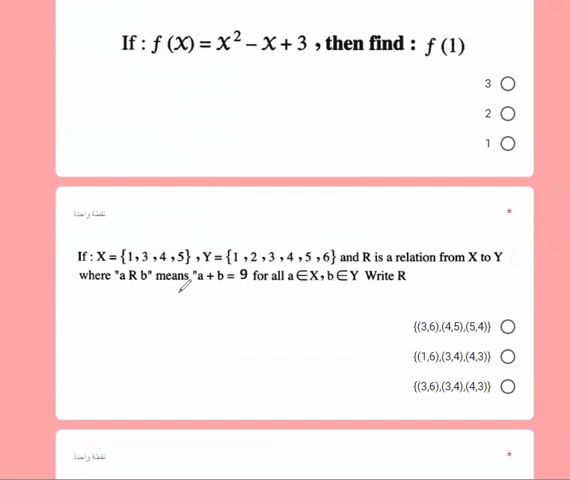 If : f (X) = X² – X + 3 , then find : f (1)
3
2
1
نقطة واحدة
*
If : X = {1 , 3 , 4 , 5} , Y = {1 , 2 , 3 , 4 , 5 , 6} and R is a relation from X to Y
where "a R b" means "a + b = 9 for all a ∈ X , b ∈ Y Write R
{(3,6),(4,5),(5,4)}
{(1,6),(3,4),(4,3)}
{(3,6),(3,4),(4,3)}
نقطة واحدة
*